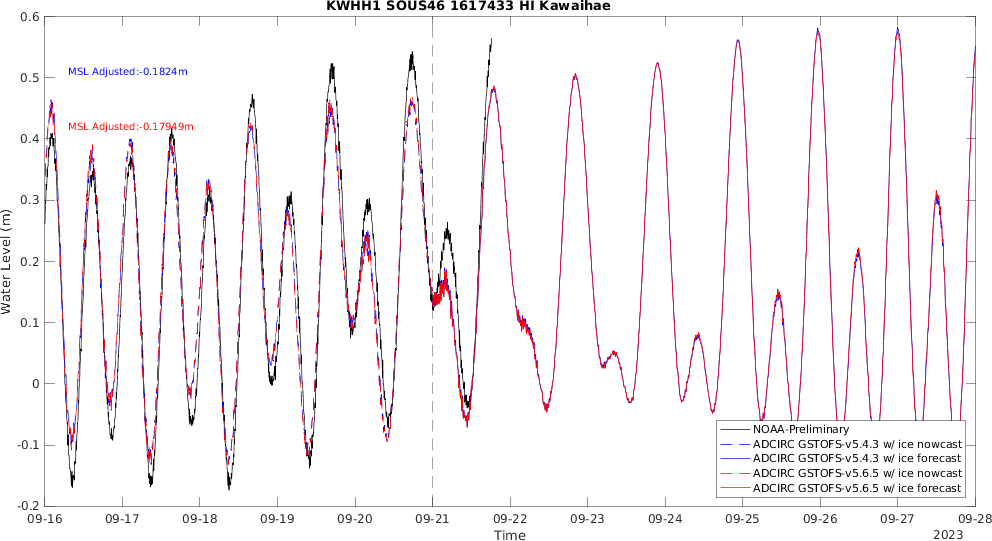 KWHH1 SOUS46 1617433 HI Kawaihae
0.6
0.5
0.4
0.3
0.2
0.1
0
-0.1
-0.2
Water Level (m)
MSL Adjusted:-0.1824m
MSL Adjusted:-0.17949m
NOAA-Preliminary
ADCIRC GSTOFS-v5.4.3 w/ ice nowcast
ADCIRC GSTOFS-v5.4.3 w/ ice forecast
ADCIRC GSTOFS-v5.6.5 w/ ice nowcast
ADCIRC GSTOFS-v5.6.5 w/ ice forecast
09-16 09-17 09-18 09-19 09-20 09-21 09-22 09-23 09-24 09-25 09-26 09-27 09-28
Time
2023